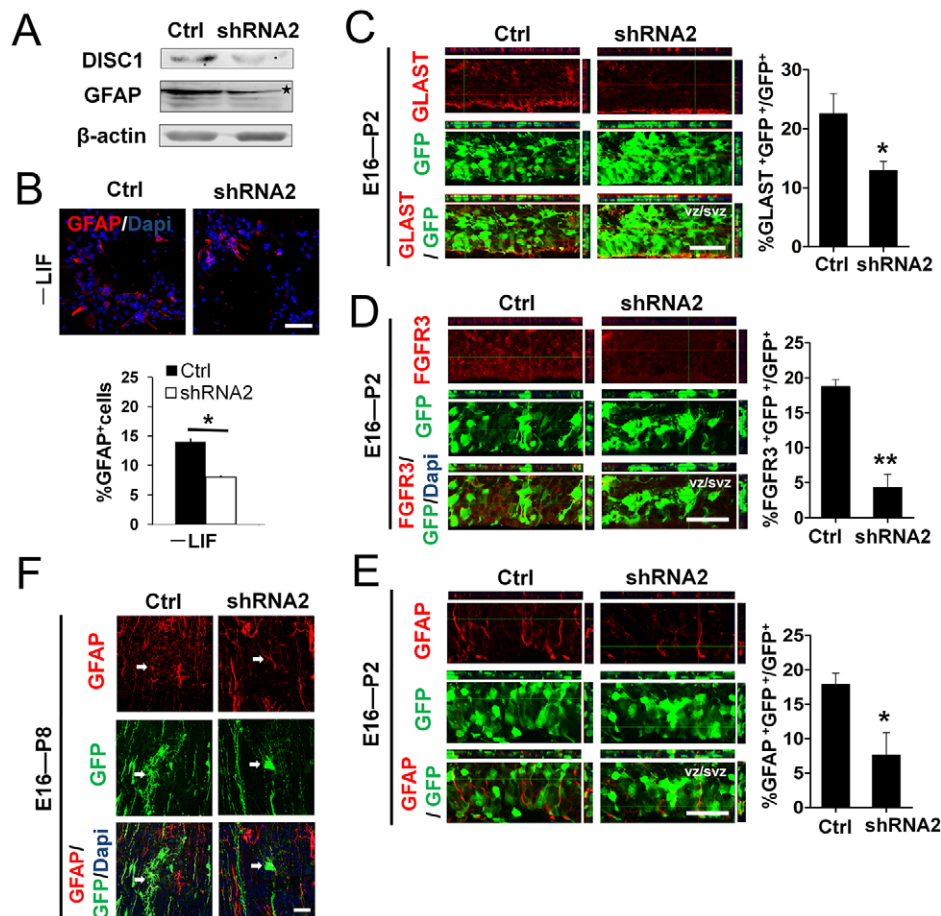 A
Ctrl shRNA2
DISC1
GFAP
★
β-actin
B
Ctrl shRNA2
GFAP/Dapi
—LIF
Ctrl
shRNA2
%GFAP+cells
25
20
15
10
5
0
*
—LIF
C
Ctrl shRNA2
E16—P2
GLAST
GFP
GLAST
/ GFP
vz/svz
%GLAST+GFP+/GFP+
30
20
10
0
*
Ctrl shRNA2
D
Ctrl shRNA2
E16—P2
FGFR3
GFP
FGFR3/
GFP/Dapi
vz/svz
%FGFR3+GFP+/GFP+
25
20
15
10
5
0
**
Ctrl shRNA2
E
Ctrl shRNA2
E16—P2
GFAP
GFP
GFAP
/ GFP
vz/svz
%GFAP+GFP+/GFP+
25
20
15
10
5
0
*
Ctrl shRNA2
F
Ctrl shRNA2
E16—P8
GFAP
GFP
GFAP/
GFP/Dapi